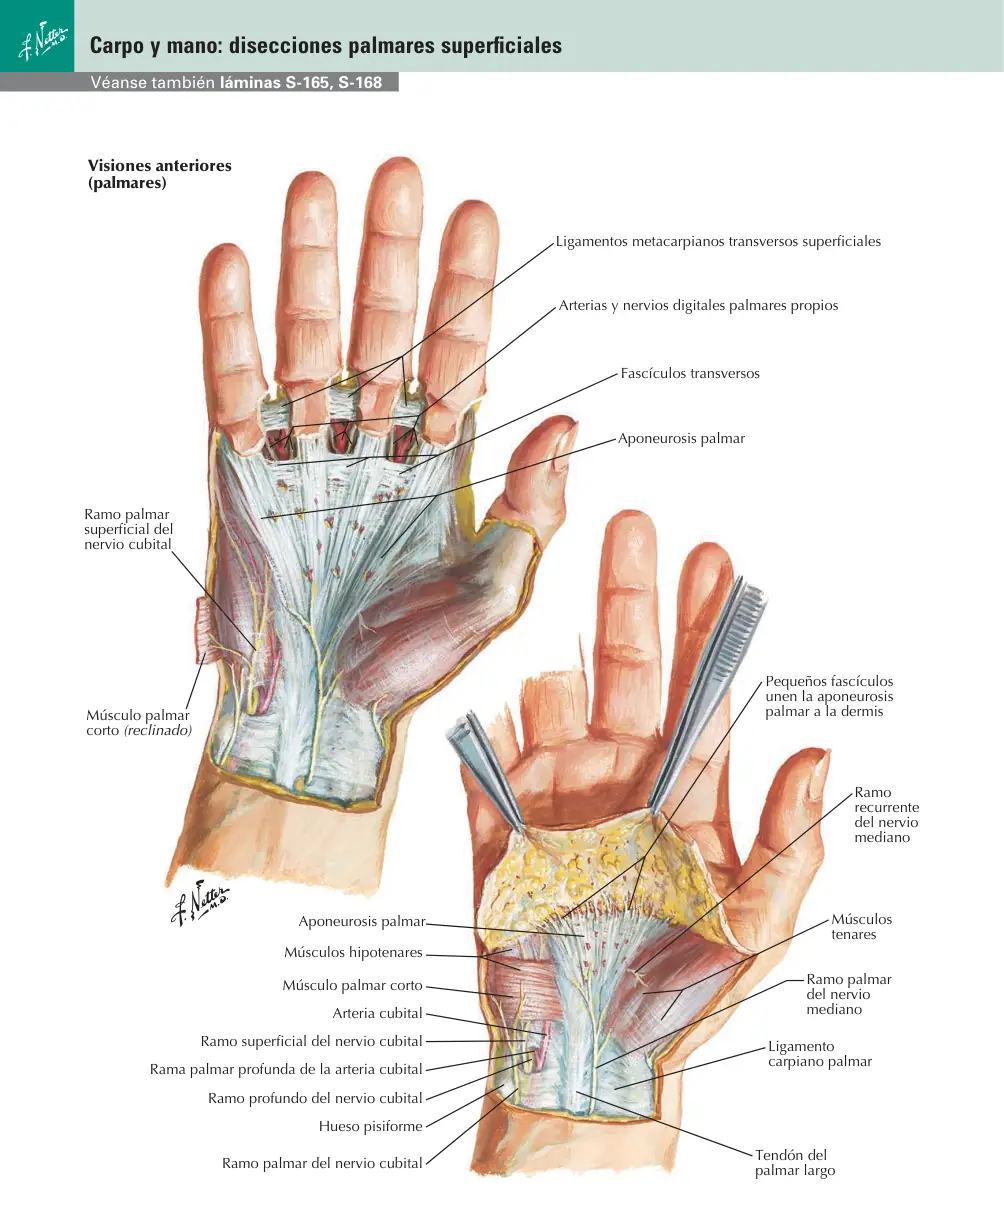 F. Netter M.D.
Carpo y mano: disecciones palmares superficiales
Véanse también láminas S-165, S-168
Visiones anteriores
(palmares)
Ligamentos metacarpianos transversos superficiales
Arterias y nervios digitales palmares propios
Fascículos transversos
Aponeurosis palmar
Ramo palmar
superficial del
nervio cubital
Músculo palmar
corto (reclinado)
Pequeños fascículos
unen la aponeurosis
palmar a la dermis
Ramo
recurrente
del nervio
mediano
F. Netter M.D.
Aponeurosis palmar
Músculos hipotenares
Músculo palmar corto
Arteria cubital
Ramo superficial del nervio cubital
Rama palmar profunda de la arteria cubital
Ramo profundo del nervio cubital
Hueso pisiforme
Ramo palmar del nervio cubital
Músculos
tenares
Ramo palmar
del nervio
mediano
Ligamento
carpiano palmar
Tendón del
palmar largo